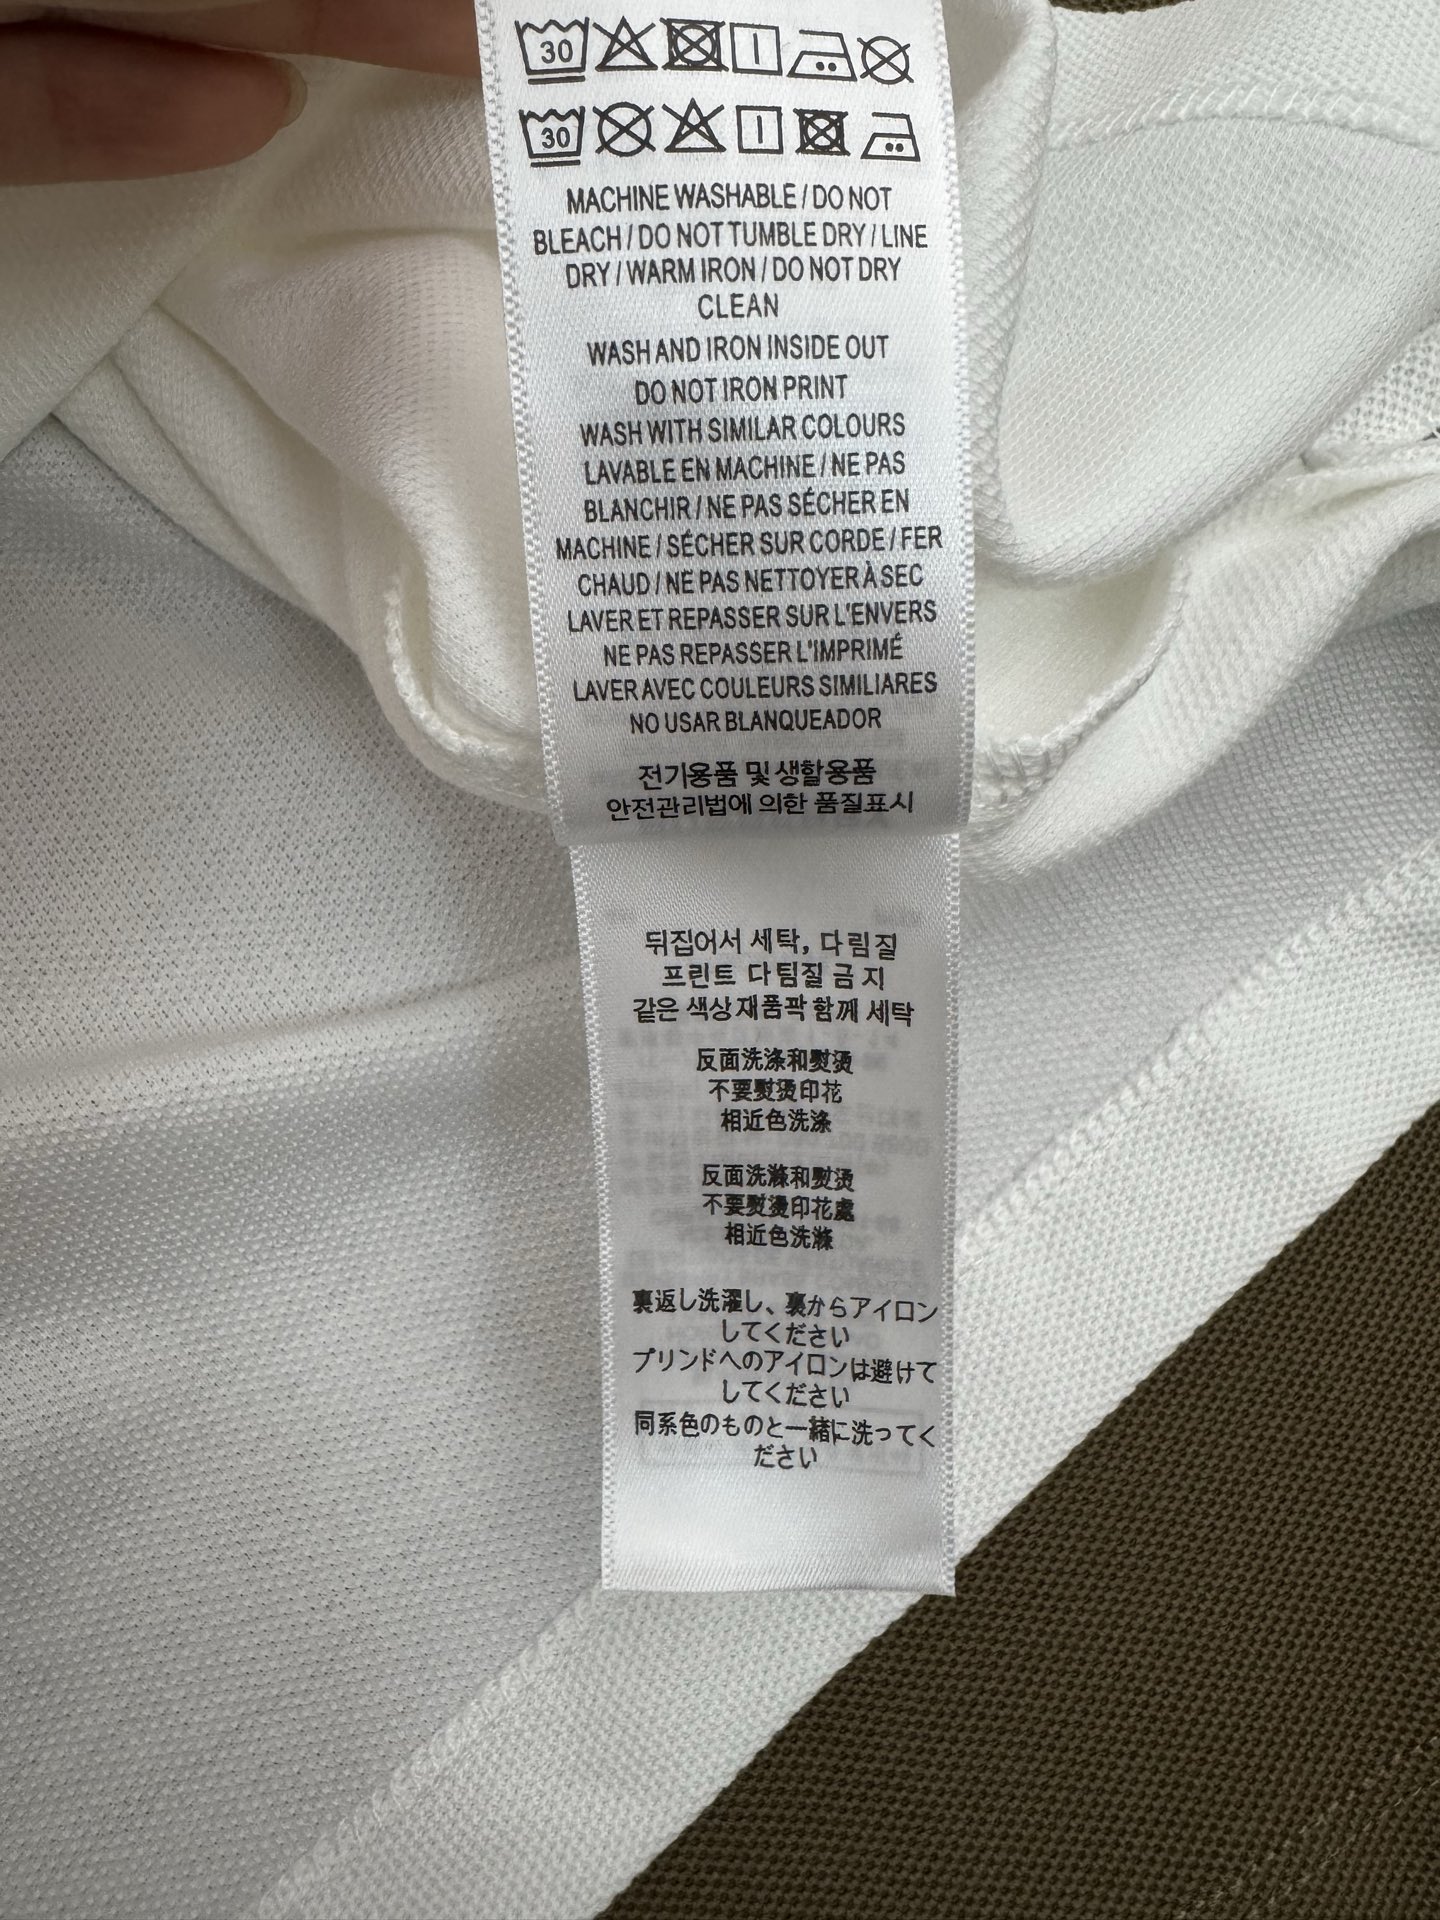 30
30
MACHINE WASHABLE / DO NOT
BLEACH / DO NOT TUMBLE DRY / LINE
DRY / WARM IRON / DO NOT DRY
CLEAN
WASH AND IRON INSIDE OUT
DO NOT IRON PRINT
WASH WITH SIMILAR COLOURS
LAVABLE EN MACHINE / NE PAS
BLANCHIR / NE PAS SÉCHER EN
MACHINE / SÉCHER SUR CORDE / FER
CHAUD / NE PAS NETTOYER À SEC
LAVER ET REPASSER SUR L'ENVERS
NE PAS REPASSER L'IMPRIMÉ
LAVER AVEC COULEURS SIMILIARES
NO USAR BLANQUEADOR
전기용품 및 생활용품
안전관리법에 의한 품질표시
뒤집어서 세탁, 다림질
프린트 다팀질 금지
같은 색상재품곽 함께 세탁
反面洗涤和熨烫
不要熨烫印花
相近色洗涤
反面洗滌和熨燙
不要熨燙印花處
相近色洗滌
裏返し洗濯し、裏からアイロン
してください
プリンドへのアイロンは避けて
してください
同系色のものと一緒に洗ってく
ださい